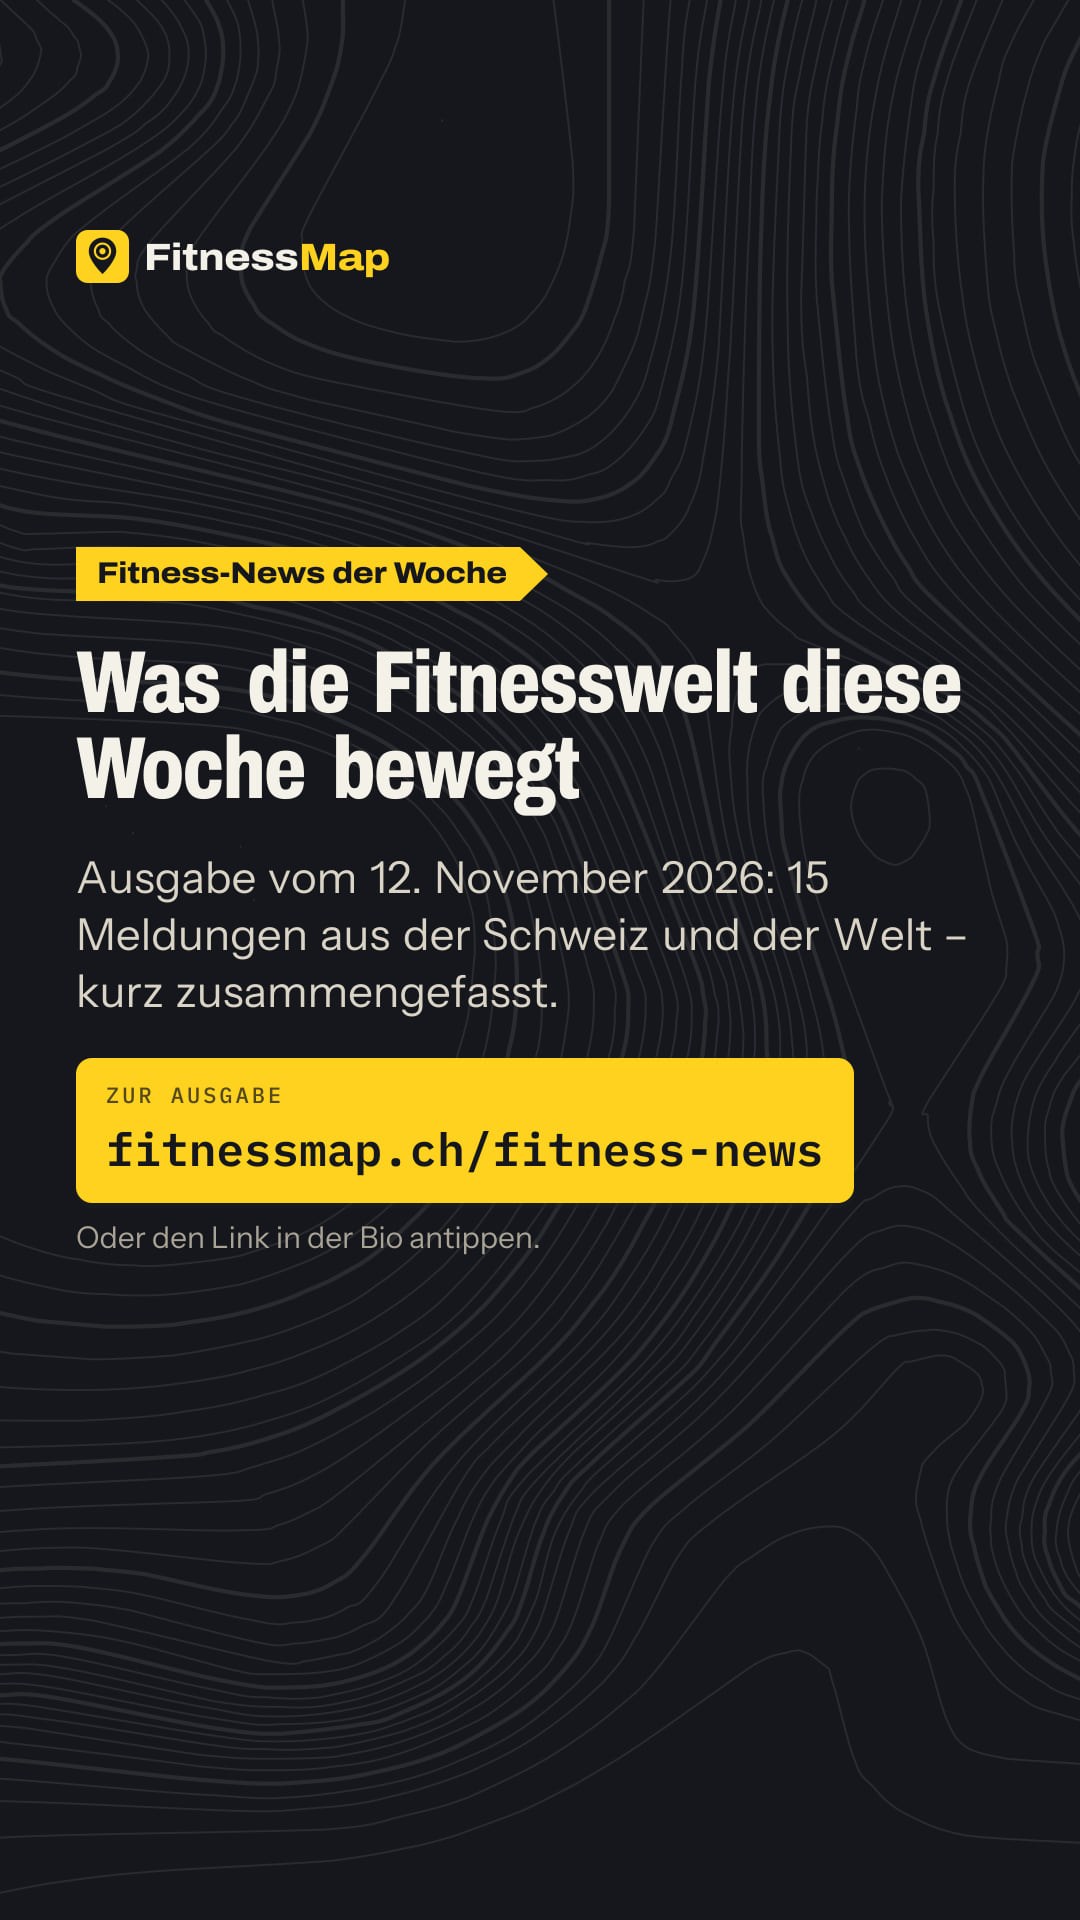 FitnessMap
Fitness-News der Woche
Was die Fitnesswelt diese
Woche bewegt
Ausgabe vom 12. November 2026: 15
Meldungen aus der Schweiz und der Welt –
kurz zusammengefasst.
ZUR AUSGABE
fitnessmap.ch/fitness-news
Oder den Link in der Bio antippen.